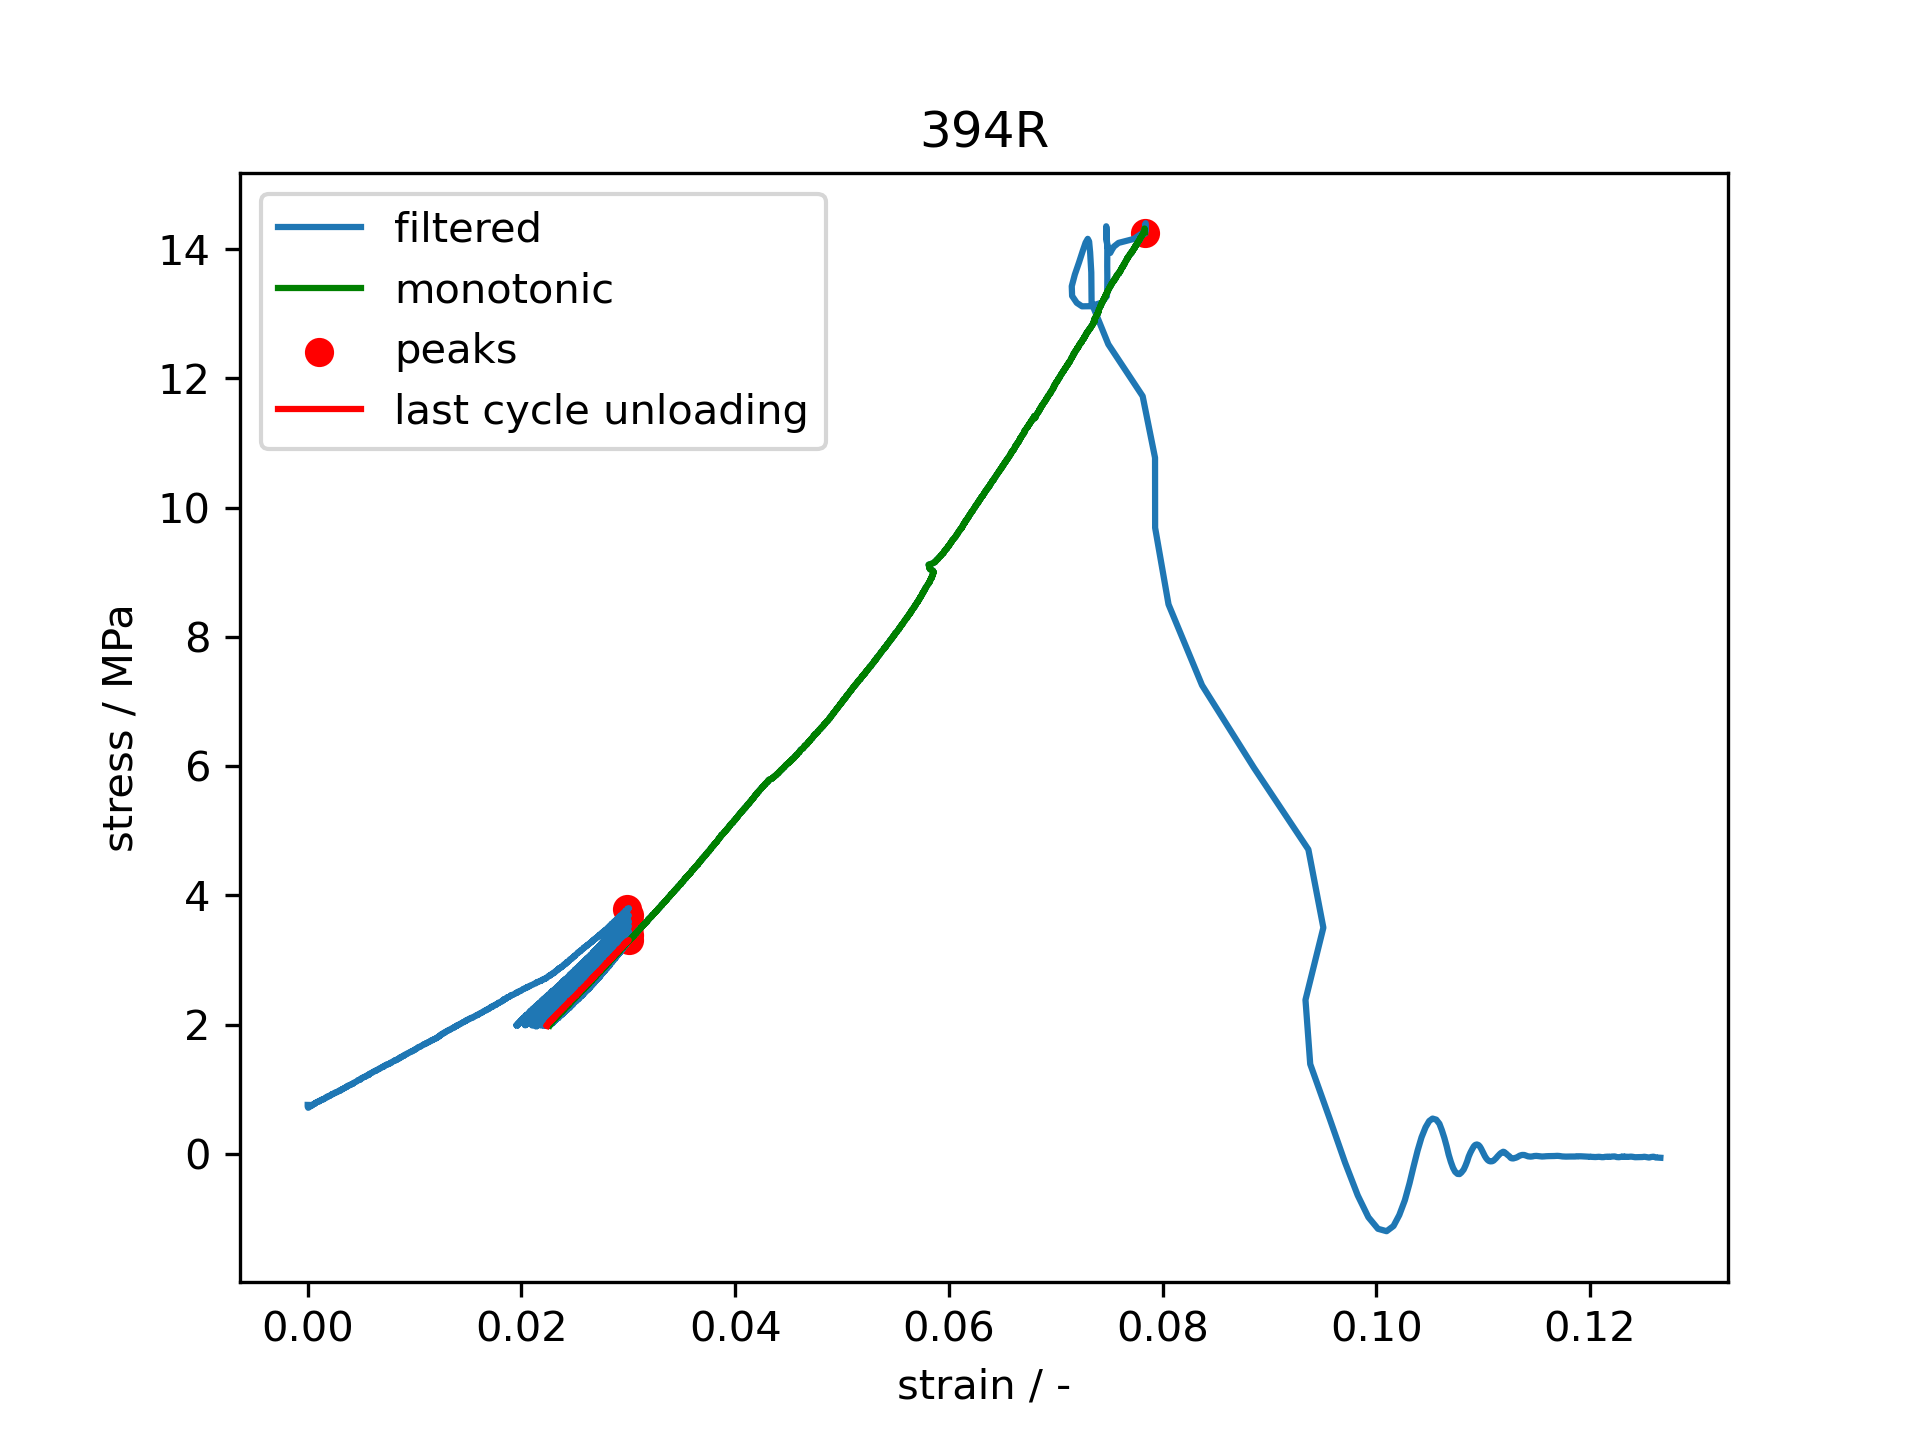 394R
filtered
monotonic
peaks
last cycle unloading
14
12
10
8
6
4
2
0
stress / MPa
0.00 0.02 0.04 0.06 0.08 0.10 0.12
strain / -